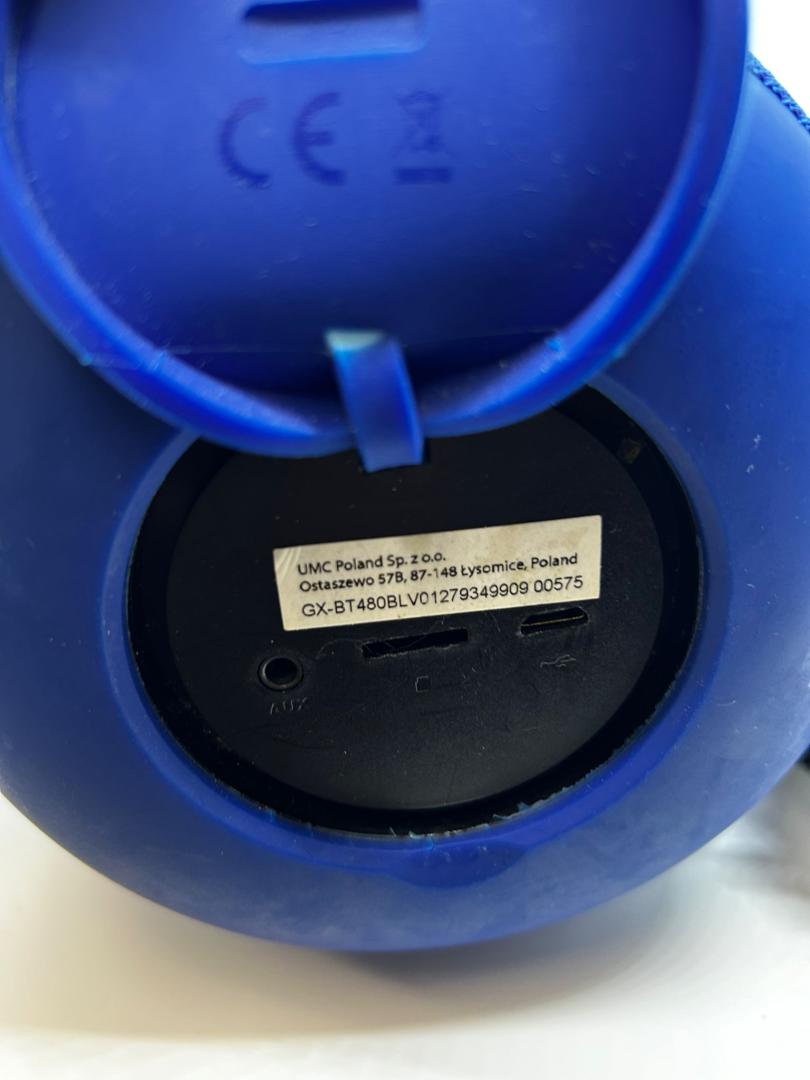 CE
UMC Poland Sp. z o.o.
Ostaszewo 57B, 87-148 Łysomice, Poland
GX-BT480BLV01279349909 00575
AUX